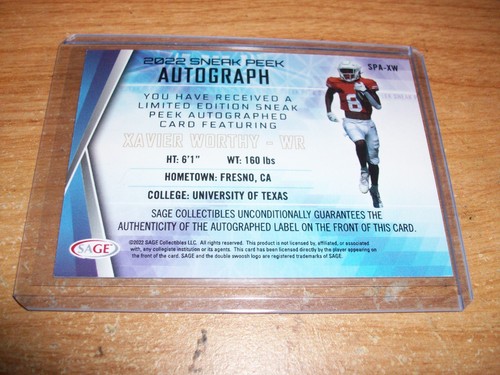 2022 SNEAK PEEK
AUTOGRAPH
SPA-XW
YOU HAVE RECEIVED A
LIMITED EDITION SNEAK
PEEK AUTOGRAPHED
CARD FEATURING
XAVIER WORTHY - WR
HT: 6'1" WT: 160 lbs
HOMETOWN: FRESNO, CA
COLLEGE: UNIVERSITY OF TEXAS
SAGE COLLECTIBLES UNCONDITIONALLY GUARANTEES THE
AUTHENTICITY OF THE AUTOGRAPHED LABEL ON THE FRONT OF THIS CARD.
©2022 SAGE Collectibles LLC. All rights reserved. This product is not licensed by, affiliated, or associated
with, any collegiate institution or its agents. This card has been licensed directly by the player appearing on
the front of the card. SAGE and the double swoosh logo are registered trademarks of SAGE.
SAGE
8